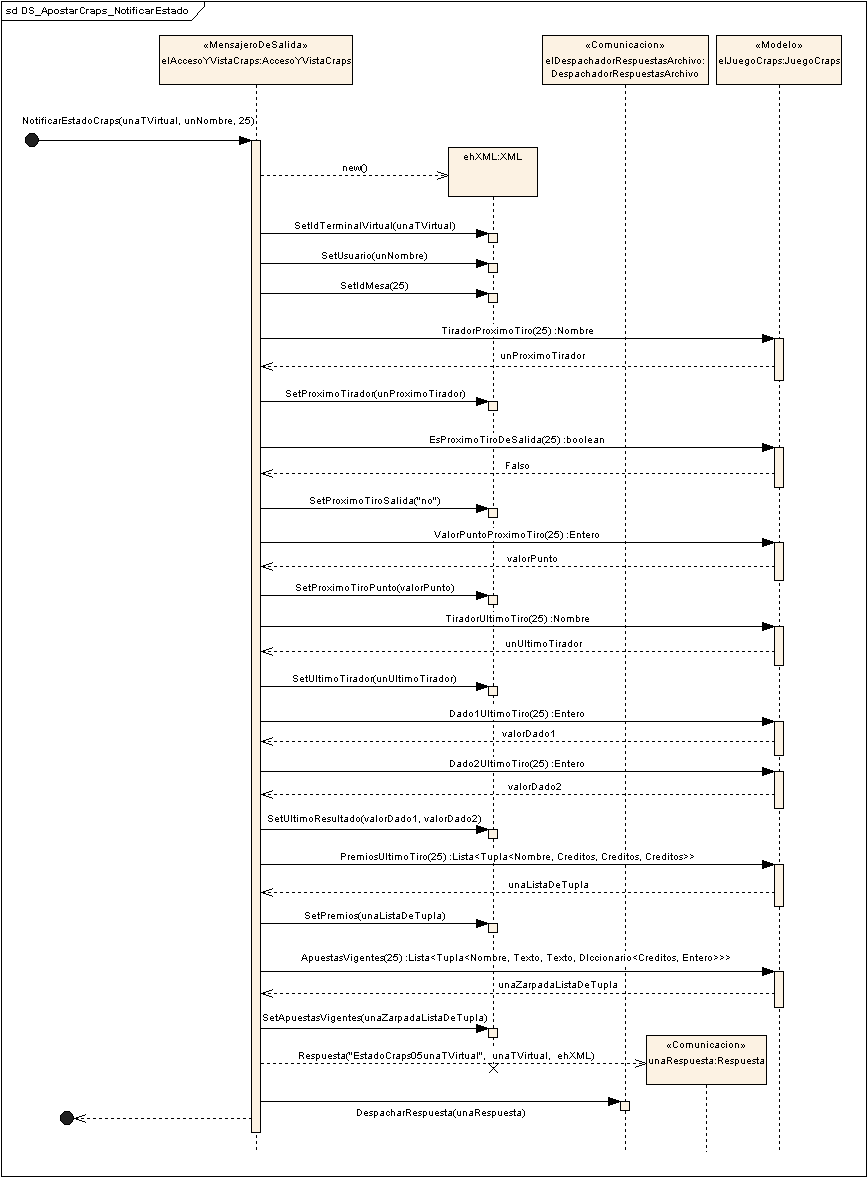 sd DS_ApostarCraps_NotificarEstado
«MensajeroDeSalida»
elAccesoYVistaCraps:AccesoYVistaCraps
«Comunicacion»
elDespachadorRespuestasArchivo:
DespachadorRespuestasArchivo
«Modelo»
elJuegoCraps:JuegoCraps
NotificarEstadoCraps(unaTVirtual, unNombre, 25)
ehXML:XML
new()
SetIdTerminalVirtual(unaTVirtual)
SetUsuario(unNombre)
SetIdMesa(25)
TiradorProximoTiro(25) :Nombre
unProximoTirador
SetProximoTirador(unProximoTirador)
EsProximoTiroDeSalida(25) :boolean
Falso
SetProximoTiroSalida("no")
ValorPuntoProximoTiro(25) :Entero
valorPunto
SetProximoTiroPunto(valorPunto)
TiradorUltimoTiro(25) :Nombre
unUltimoTirador
SetUltimoTirador(unUltimoTirador)
Dado1UltimoTiro(25) :Entero
valorDado1
Dado2UltimoTiro(25) :Entero
valorDado2
SetUltimoResultado(valorDado1, valorDado2)
PremiosUltimoTiro(25) :Lista<Tupla<Nombre, Creditos, Creditos, Creditos>>
unaListaDeTupla
SetPremios(unaListaDeTupla)
ApuestasVigentes(25) :Lista<Tupla<Nombre, Texto, Texto, DIccionario<Creditos, Entero>>>
unaZarpadaListaDeTupla
SetApuestasVigentes(unaZarpadaListaDeTupla)
«Comunicacion»
unaRespuesta:Respuesta
Respuesta("EstadoCraps05unaTVirtual", unaTVirtual, ehXML)
DespacharRespuesta(unaRespuesta)